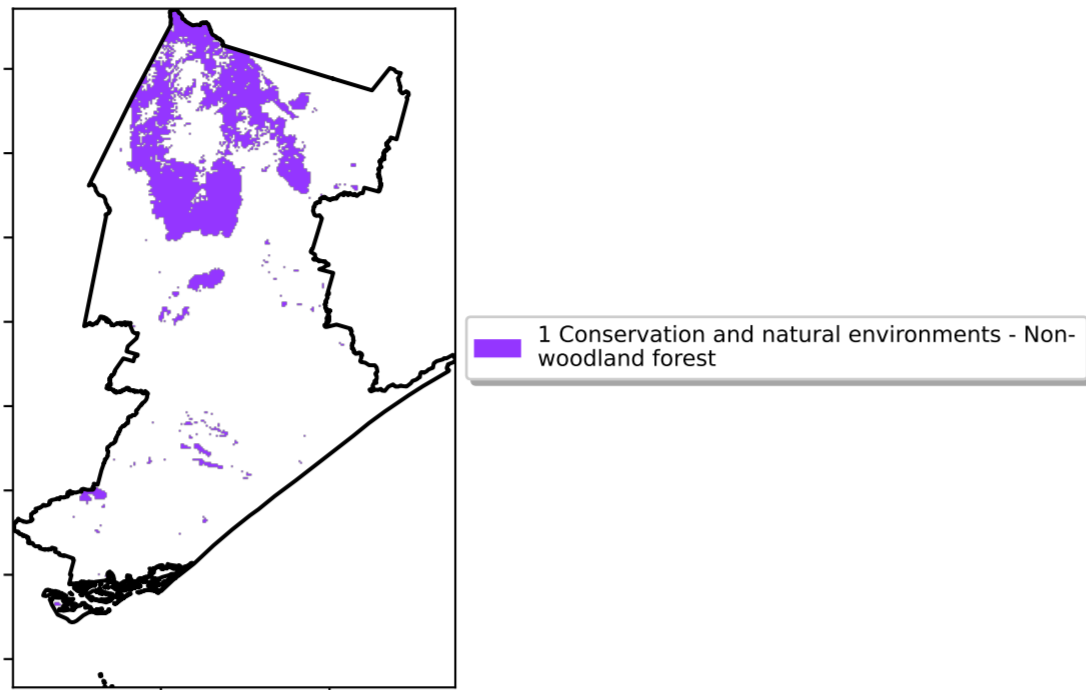 1 Conservation and natural environments - Non-
woodland forest